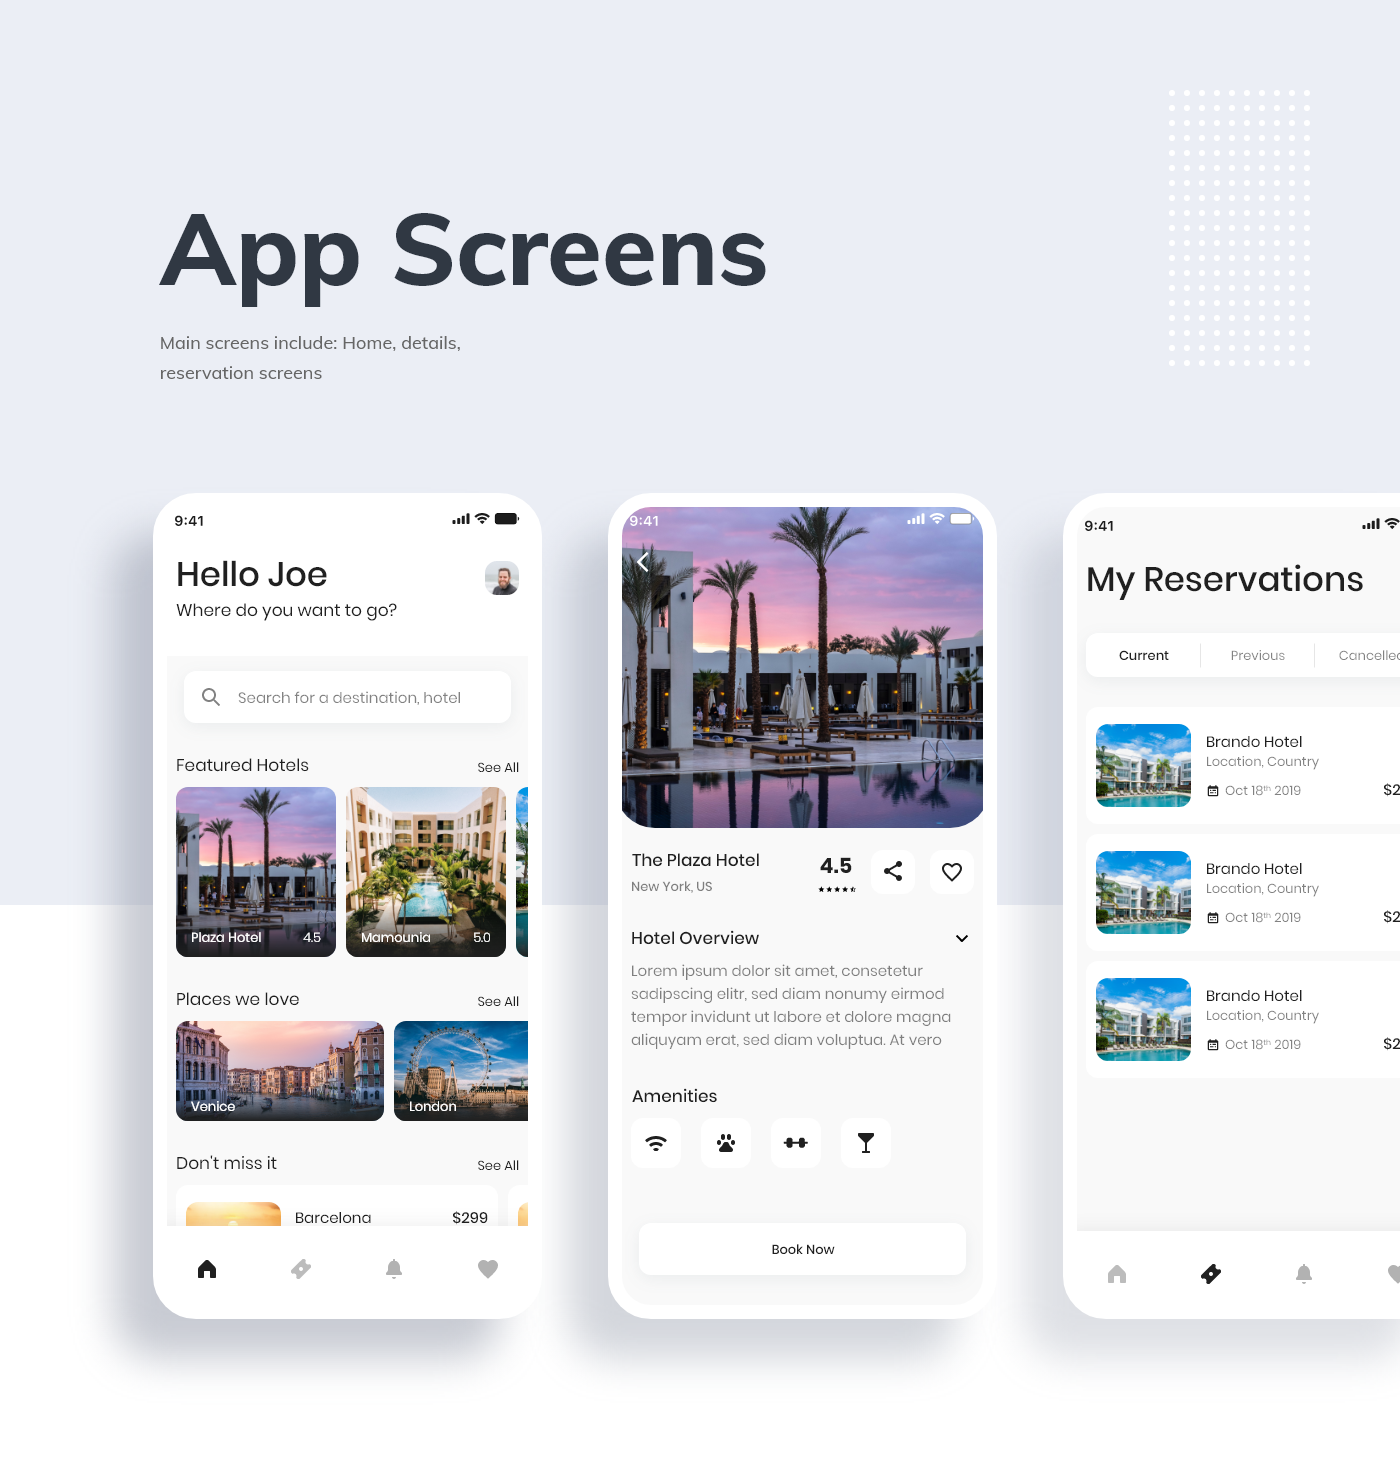 App Screens
Main screens include: Home, details,
reservation screens
9:41
Hello Joe
Where do you want to go?
Search for a destination, hotel
Featured Hotels
See All
Plaza Hotel
4.5
Mamounia
5.0
Places we love
See All
Venice
London
Don't miss it
See All
Barcelona
$299
9:41
The Plaza Hotel
New York, US
4.5
Hotel Overview
Lorem ipsum dolor sit amet, consetetur
sadipscing elitr, sed diam nonumy eirmod
tempor invidunt ut labore et dolore magna
aliquyam erat, sed diam voluptua. At vero
Amenities
Book Now
9:41
My Reservations
Current
Previous
Cancelled
Brando Hotel
Location, Country
Oct 18th 2019
$2
Brando Hotel
Location, Country
Oct 18th 2019
$2
Brando Hotel
Location, Country
Oct 18th 2019
$2